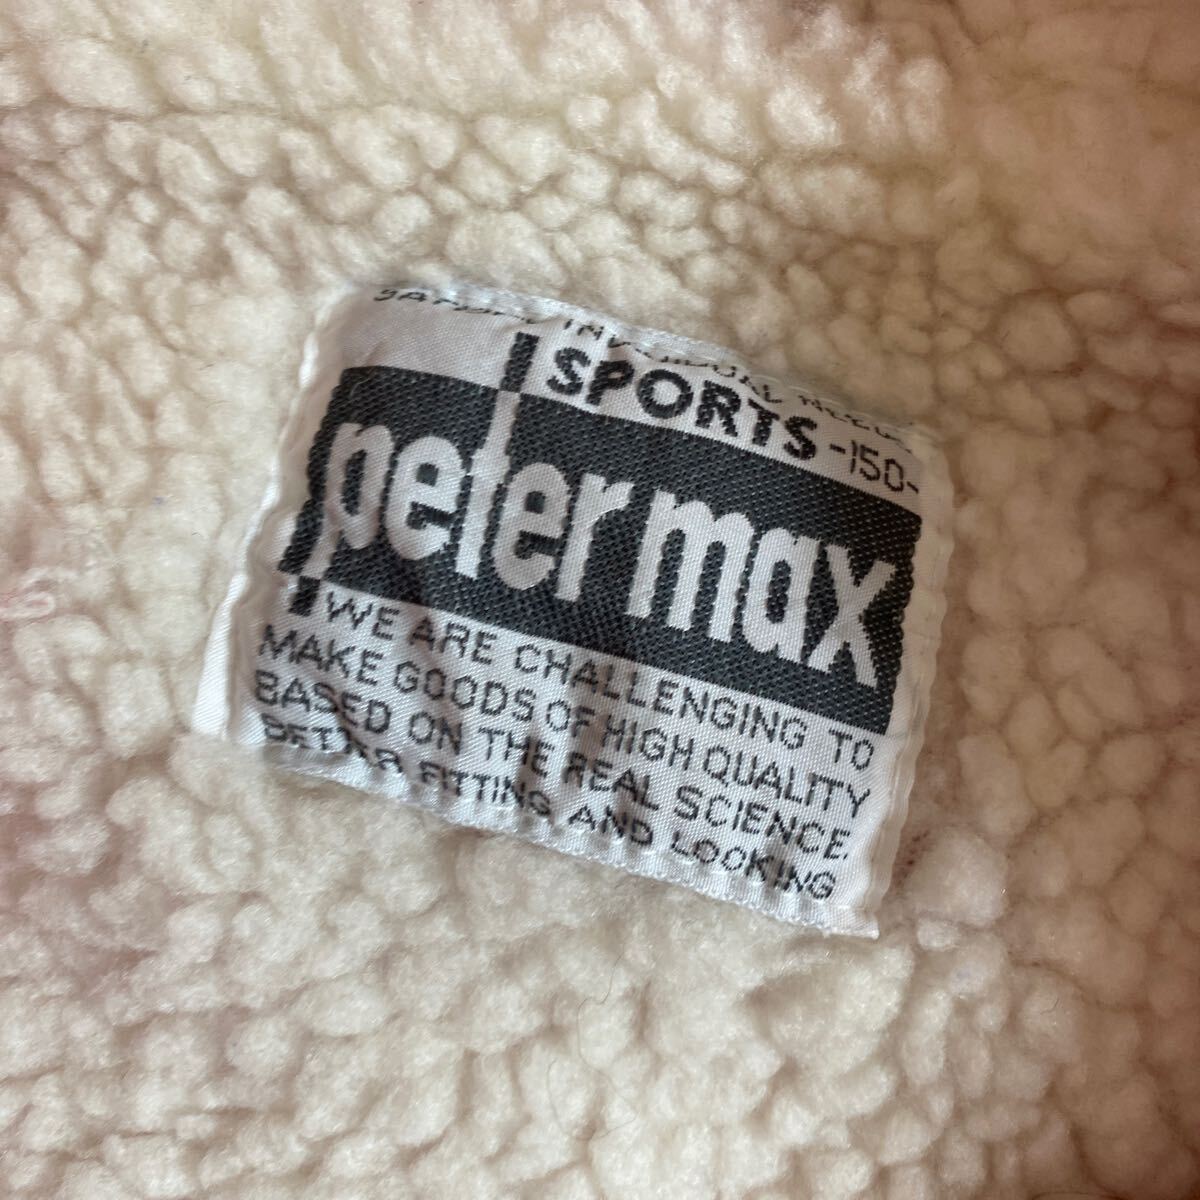 SPORTS -150-
peter max
WE ARE CHALLENGING TO
MAKE GOODS OF HIGH QUALITY
BASED ON THE REAL SCIENCE.
BETTER FITTING AND LOOKING